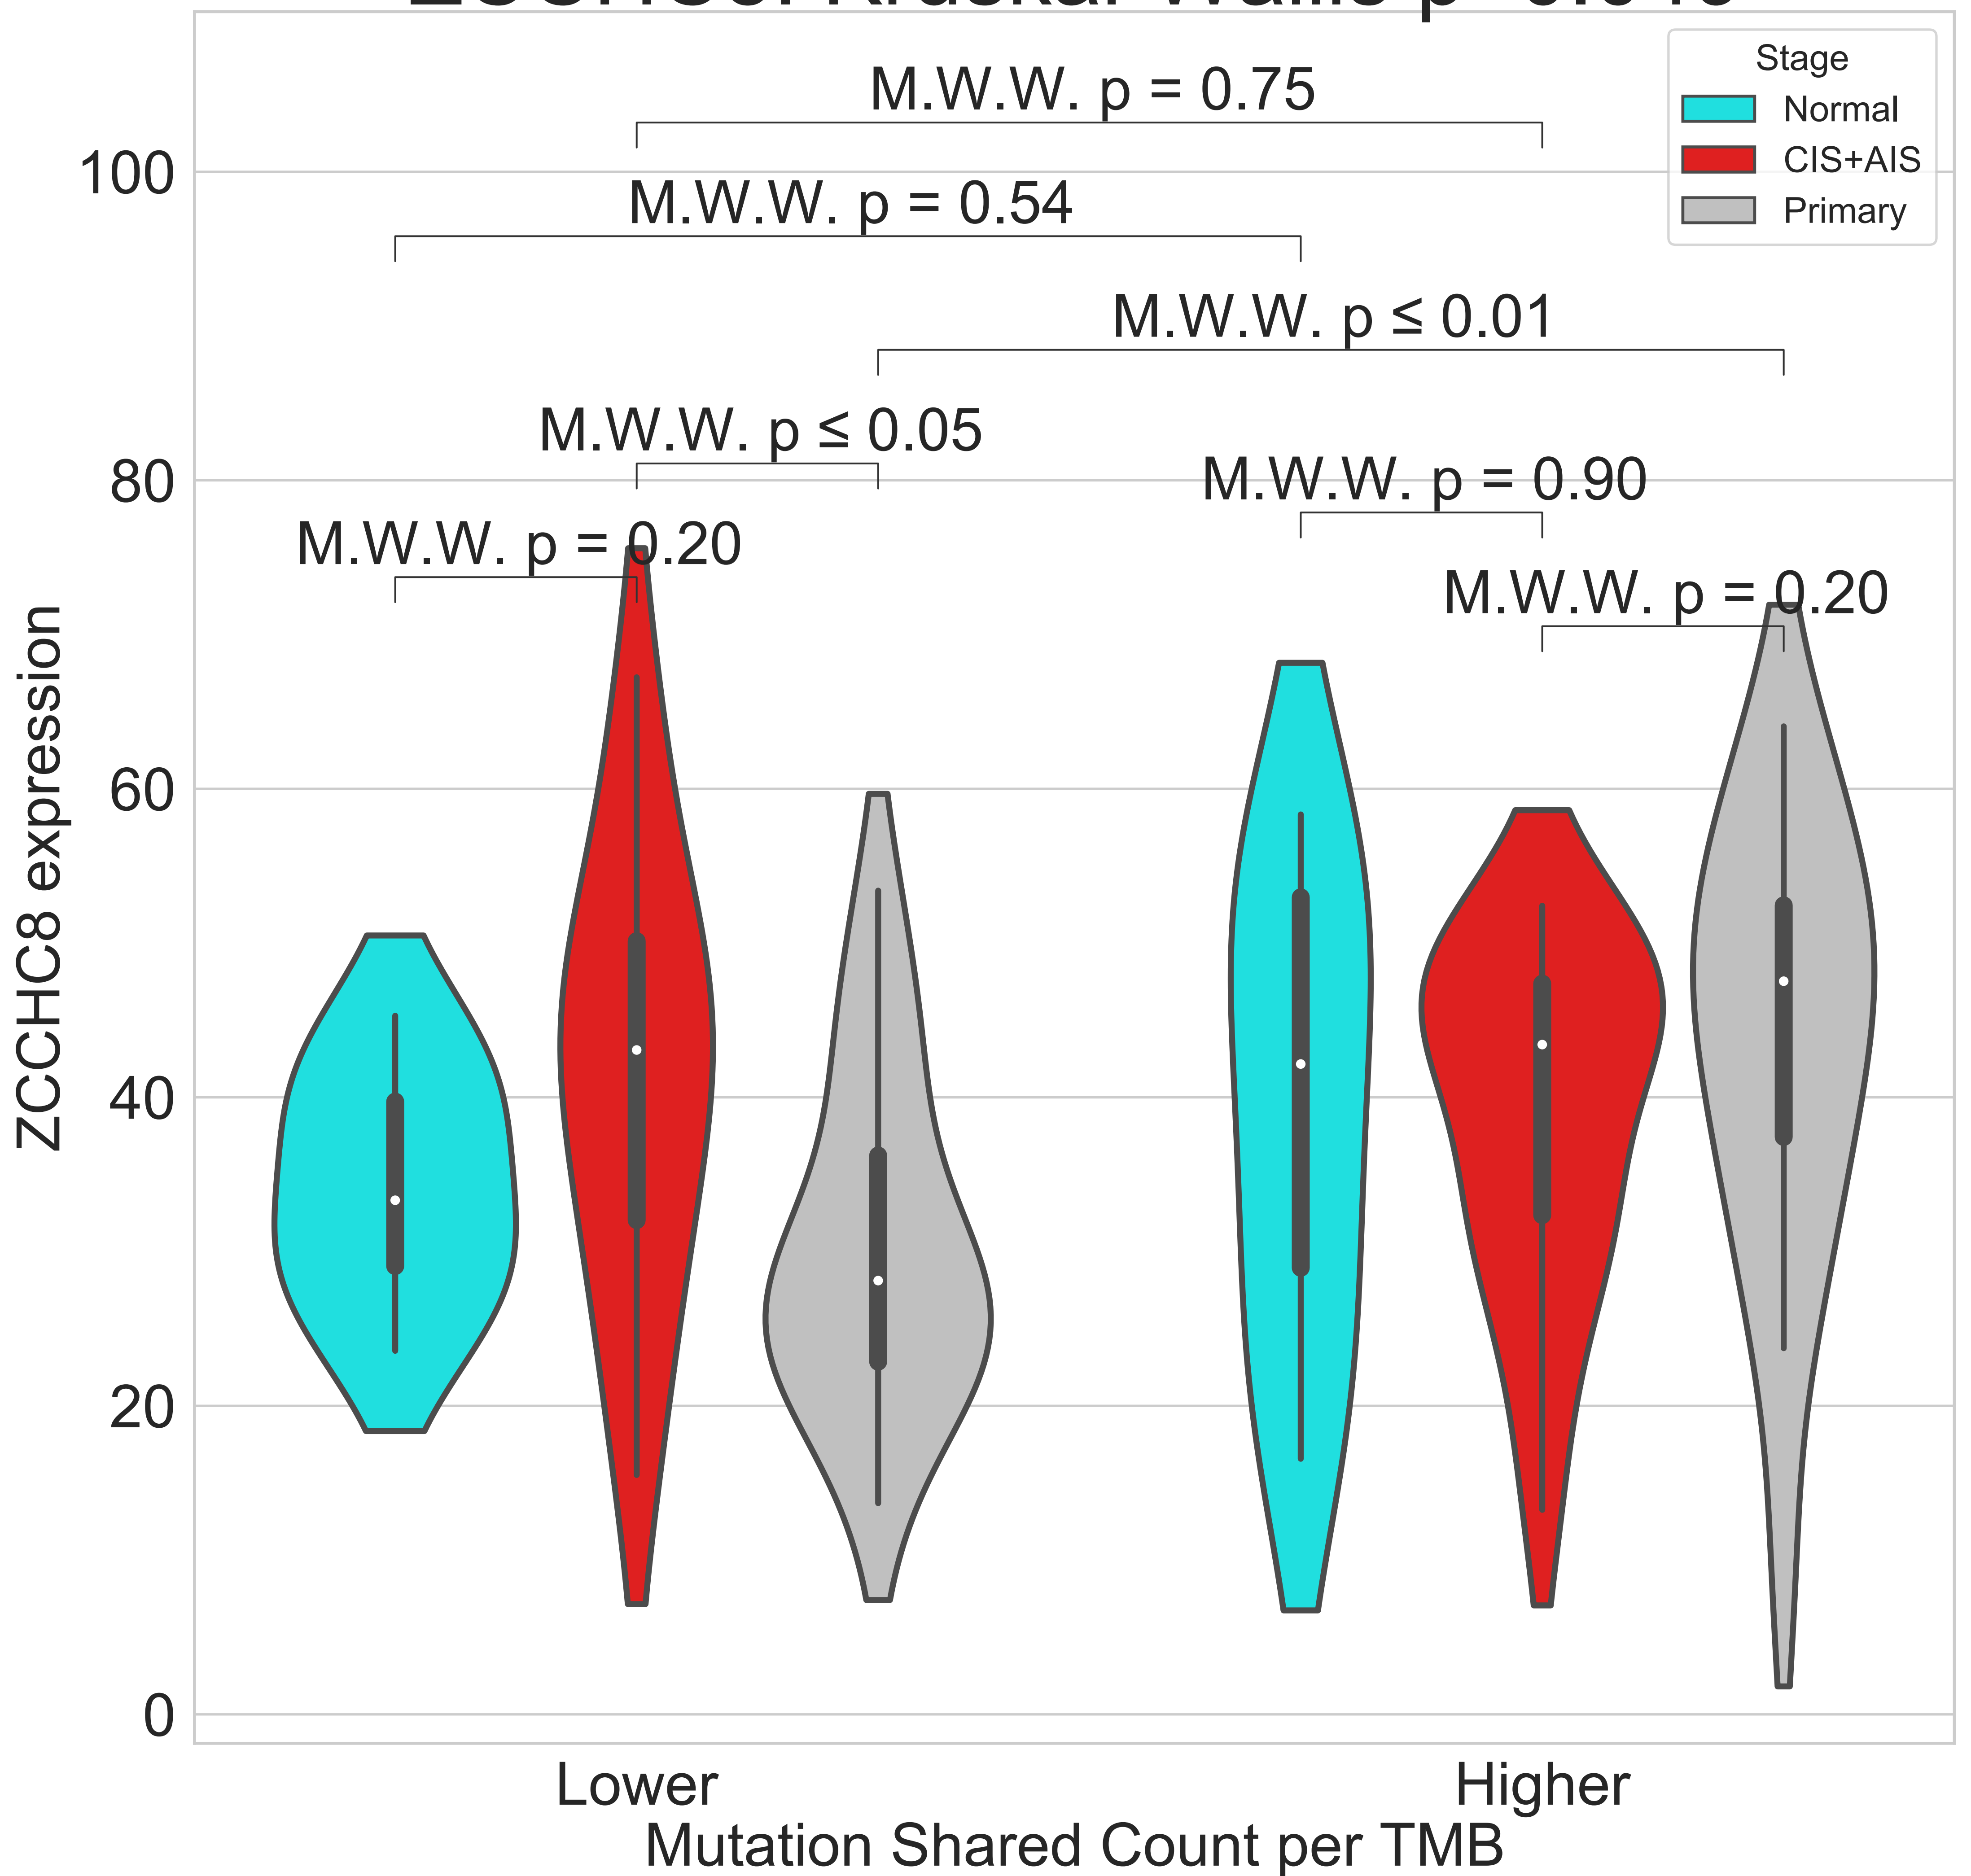 Stage
Normal
CIS+AIS
Primary
M.W.W. p = 0.75
M.W.W. p = 0.54
M.W.W. p ≤ 0.01
M.W.W. p ≤ 0.05
M.W.W. p = 0.90
M.W.W. p = 0.20
M.W.W. p = 0.20
100
80
60
40
20
0
ZCCHC8 expression
Lower
Higher
Mutation Shared Count per TMB